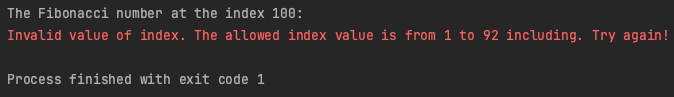 The Fibonacci number at the index 100:
Invalid value of index. The allowed index value is from 1 to 92 including. Try again!
Process finished with exit code 1